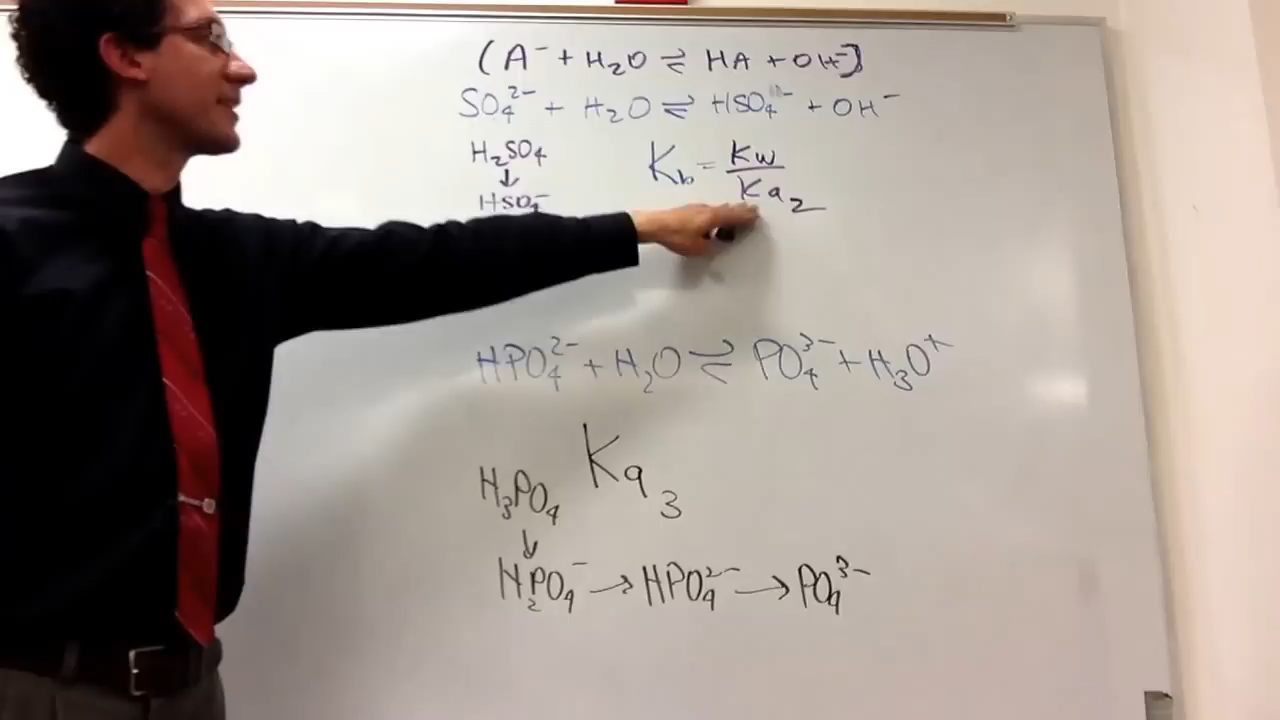 (A⁻ + H₂O ⇌ HA + OH⁻)
SO₄²⁻ + H₂O ⇌ HSO₄⁻ + OH⁻
H₂SO₄
↓
HSO₄⁻
Kb = Kw / Ka₂
HPO₄²⁻ + H₂O ⇌ PO₄³⁻ + H₃O⁺
Ka₃
H₃PO₄
↓
H₂PO₄⁻ → HPO₄²⁻ → PO₄³⁻